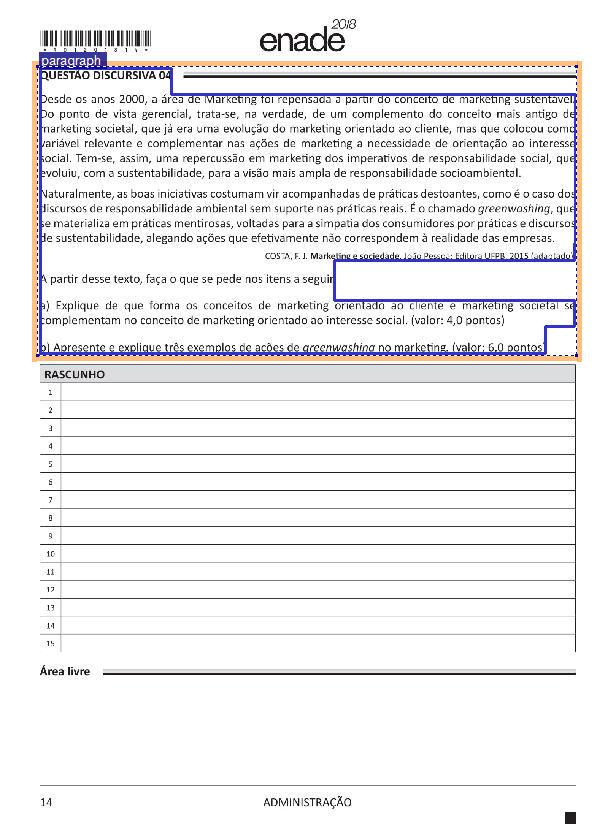 enade 2018
*R0120181​4*
paragraph
QUESTÃO DISCURSIVA 04
Desde os anos 2000, a área de Marketing foi repensada a partir do conceito de marketing sustentável.
Do ponto de vista gerencial, trata-se, na verdade, de um complemento do conceito mais antigo de
marketing societal, que já era uma evolução do marketing orientado ao cliente, mas que colocou como
variável relevante e complementar nas ações de marketing a necessidade de orientação ao interesse
social. Tem-se, assim, uma repercussão em marketing dos imperativos de responsabilidade social, que
evoluiu, com a sustentabilidade, para a visão mais ampla de responsabilidade socioambiental.
Naturalmente, as boas iniciativas costumam vir acompanhadas de práticas destoantes, como é o caso dos
discursos de responsabilidade ambiental sem suporte nas práticas reais. É o chamado greenwashing, que
se materializa em práticas mentirosas, voltadas para a simpatia dos consumidores por práticas e discursos
de sustentabilidade, alegando ações que efetivamente não correspondem à realidade das empresas.
COSTA, F. J. Marketing e sociedade. João Pessoa: Editora UFPB, 2015 (adaptado)
A partir desse texto, faça o que se pede nos itens a seguir
a) Explique de que forma os conceitos de marketing orientado ao cliente e marketing societal se
complementam no conceito de marketing orientado ao interesse social. (valor: 4,0 pontos)
b) Apresente e explique três exemplos de ações de greenwashing no marketing. (valor: 6,0 pontos)
RASCUNHO
1
2
3
4
5
6
7
8
9
10
11
12
13
14
15
Área livre
14 ADMINISTRAÇÃO